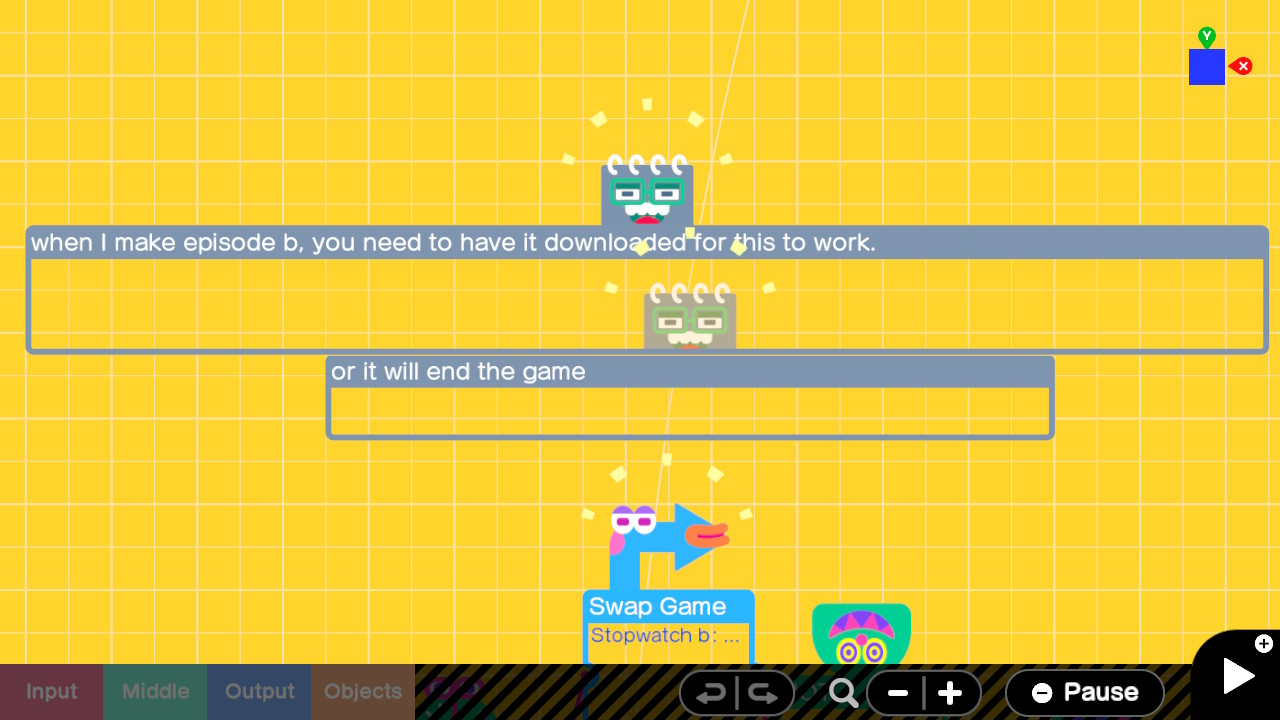 Y
X
when I make episode b, you need to have it downloaded for this to work.
or it will end the game
Swap Game
Stopwatch b: ...
Input
Middle
Output
Objects
Pause